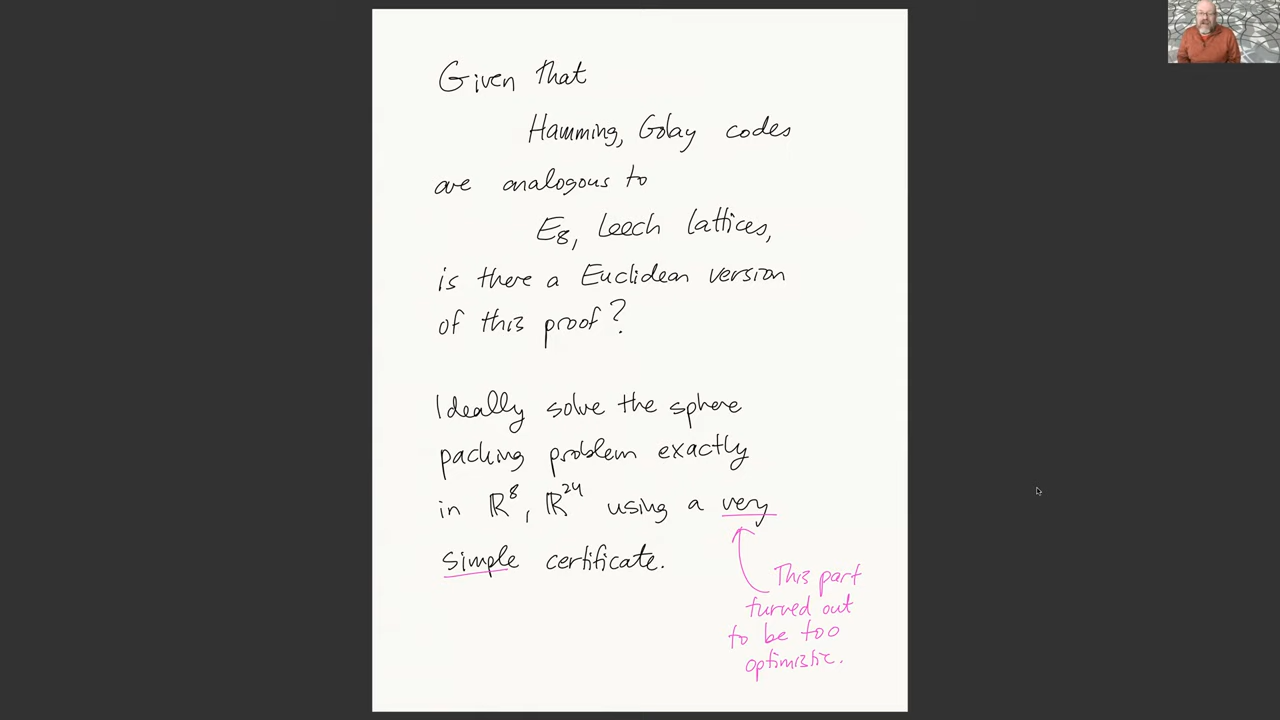 Given that
Hamming, Golay codes
are analogous to
E₈, Leech lattices,
is there a Euclidean version
of this proof?
Ideally solve the sphere
packing problem exactly
in ℝ⁸, ℝ²⁴ using a very
simple certificate.
This part
turned out
to be too
optimistic.